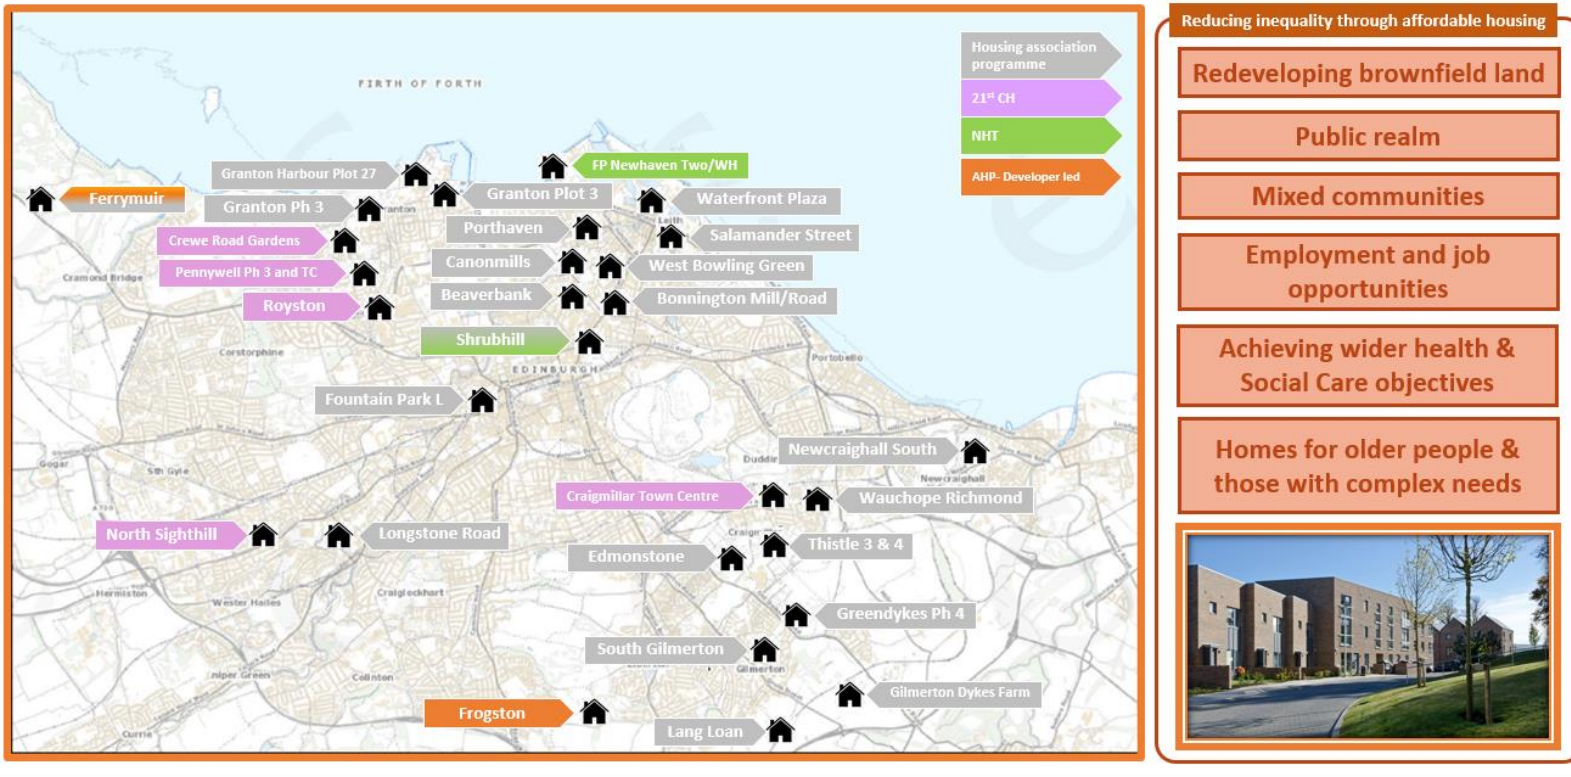 FIRTH OF FORTH
Housing association
programme
21st CH
NHT
AHP- Developer led
Granton Harbour Plot 27
FP Newhaven Two/WH
Ferrymuir
Granton Ph 3
Granton Plot 3
Waterfront Plaza
Leith
Crewe Road Gardens
Porthaven
Salamander Street
Cramond Bridge
Pennywell Ph 3 and TC
Canonmills
West Bowling Green
Royston
Beaverbank
Bonnington Mill/Road
Shrubhill
Corstorphine
Portobello
EDINBURGH
Fountain Park L
Newcraighall South
Gogar
Sth Gyle
Newcraighall
Craigmillar Town Centre
Wauchope Richmond
North Sighthill
Longstone Road
Edmonstone
Thistle 3 & 4
Hermiston
Wester Hailes
Craiglockhart
Greendykes Ph 4
South Gilmerton
Gilmerton
Colinton
Gilmerton Dykes Farm
Frogston
Lang Loan
Currie
Reducing inequality through affordable housing
Redeveloping brownfield land
Public realm
Mixed communities
Employment and job
opportunities
Achieving wider health &
Social Care objectives
Homes for older people &
those with complex needs